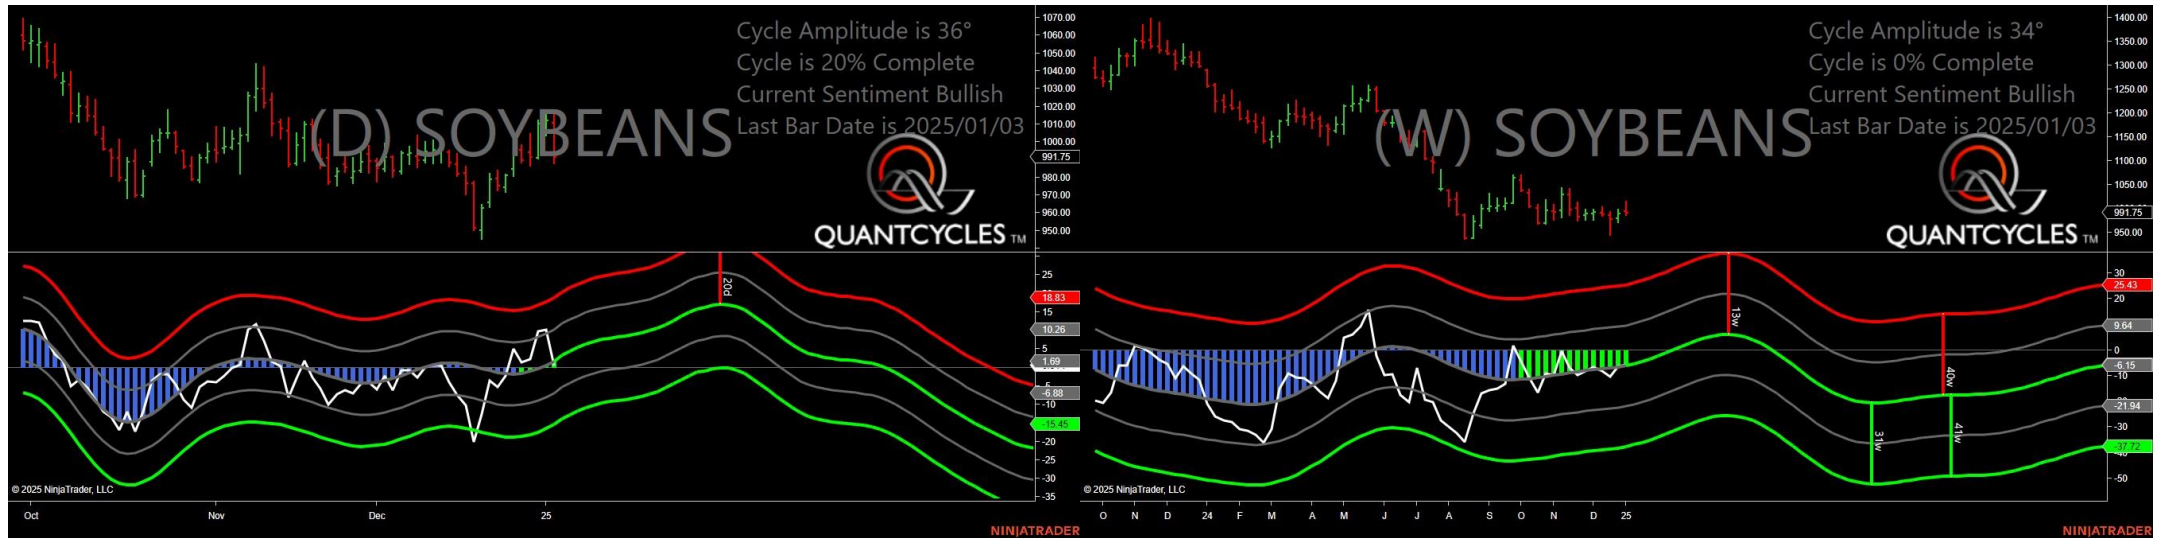 Cycle Amplitude is 36°
Cycle is 20% Complete
Current Sentiment Bullish
Last Bar Date is 2025/01/03
(D) SOYBEANS
QUANTCYCLES TM
1070.00
1060.00
1050.00
1040.00
1030.00
1020.00
1010.00
1000.00
991.75
980.00
970.00
960.00
950.00
20d
25
18.83
15
10.26
5
1.69
-6.88
-10
-15.45
-20
-25
-30
-35
© 2025 NinjaTrader, LLC
Oct
Nov
Dec
25
NINJATRADER
Cycle Amplitude is 34°
Cycle is 0% Complete
Current Sentiment Bullish
Last Bar Date is 2025/01/03
(W) SOYBEANS
QUANTCYCLES TM
1400.00
1350.00
1300.00
1250.00
1200.00
1150.00
1100.00
1050.00
991.75
950.00
13w
40w
31w
41w
30
25.43
20
9.64
0
-6.15
-10
-21.94
-30
-37.72
-50
© 2025 NinjaTrader, LLC
O
N
D
24
F
M
A
M
J
J
A
S
O
N
D
25
NINJATRADER